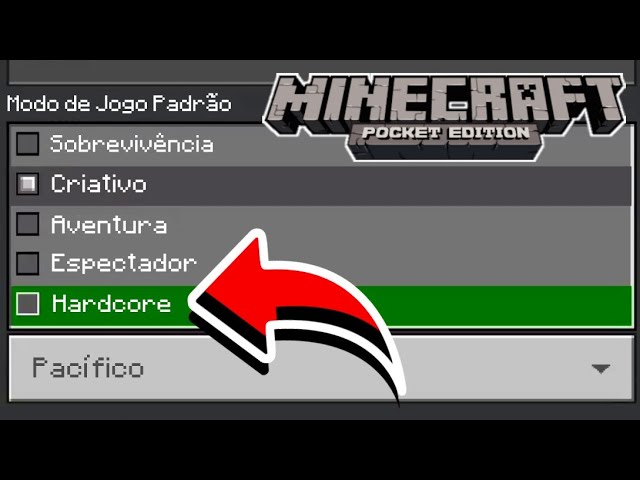 MINECRAFT
POCKET EDITION
Modo de Jogo Padrão
Sobrevivência
Criativo
Aventura
Espectador
Hardcore
Pacífico